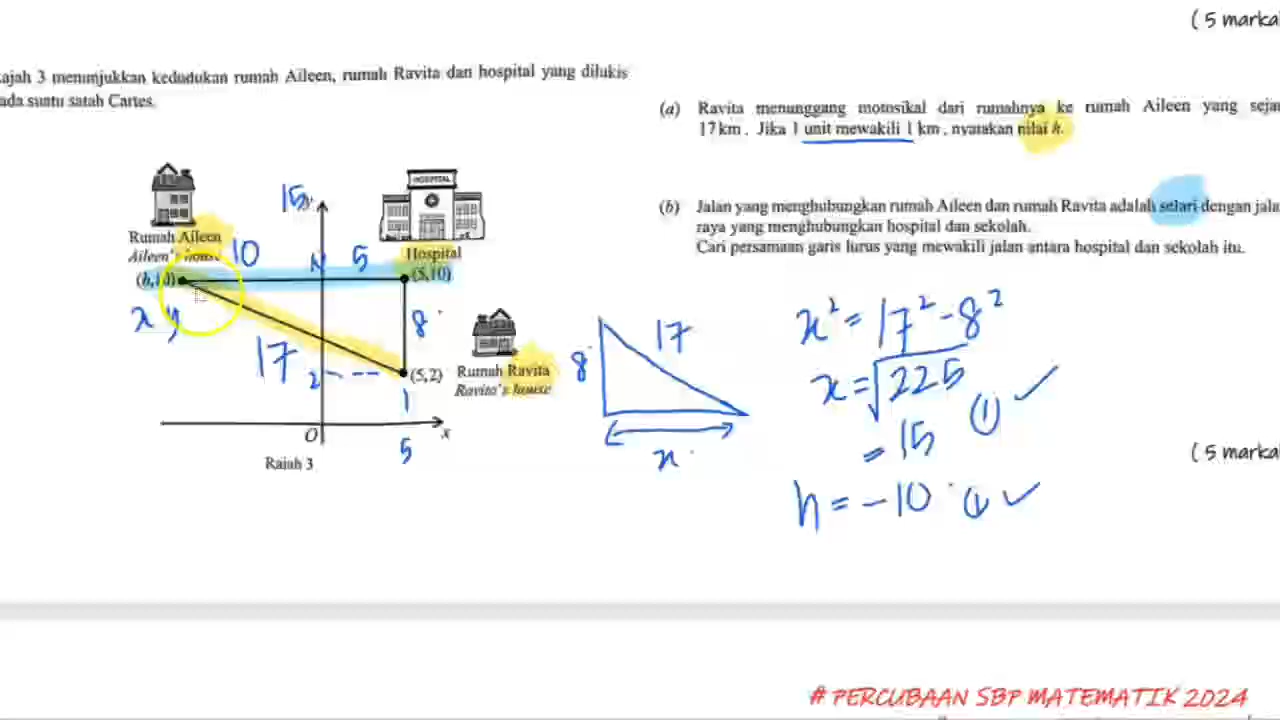 ( 5 marka
ajah 3 menunjukkan kedudukan rumah Aileen, rumah Ravita dan hospital yang dilukis
ada suatu satah Cartes.
(a) Ravita menunggang motosikal dari rumahnya ke rumah Aileen yang seja
17 km . Jika 1 unit mewakili 1 km , nyatakan nilai h.
(b) Jalan yang menghubungkan rumah Aileen dan rumah Ravita adalah selari dengan jala
raya yang menghubungkan hospital dan sekolah.
Cari persamaan garis lurus yang mewakili jalan antara hospital dan sekolah itu.
HOSPITAL
15
Rumah Aileen
Aileen's house
10
5
Hospital
(h,10)
(5,10)
x y
8
17
2
(5,2)
Rumah Ravita
Ravita's house
O
x
5
Rajah 3
8
17
x
x² = 17² - 8²
x = √225
= 15 ① ✓
h = -10 ① ✓
( 5 marka
# PERCUBAAN SBP MATEMATIK 2024